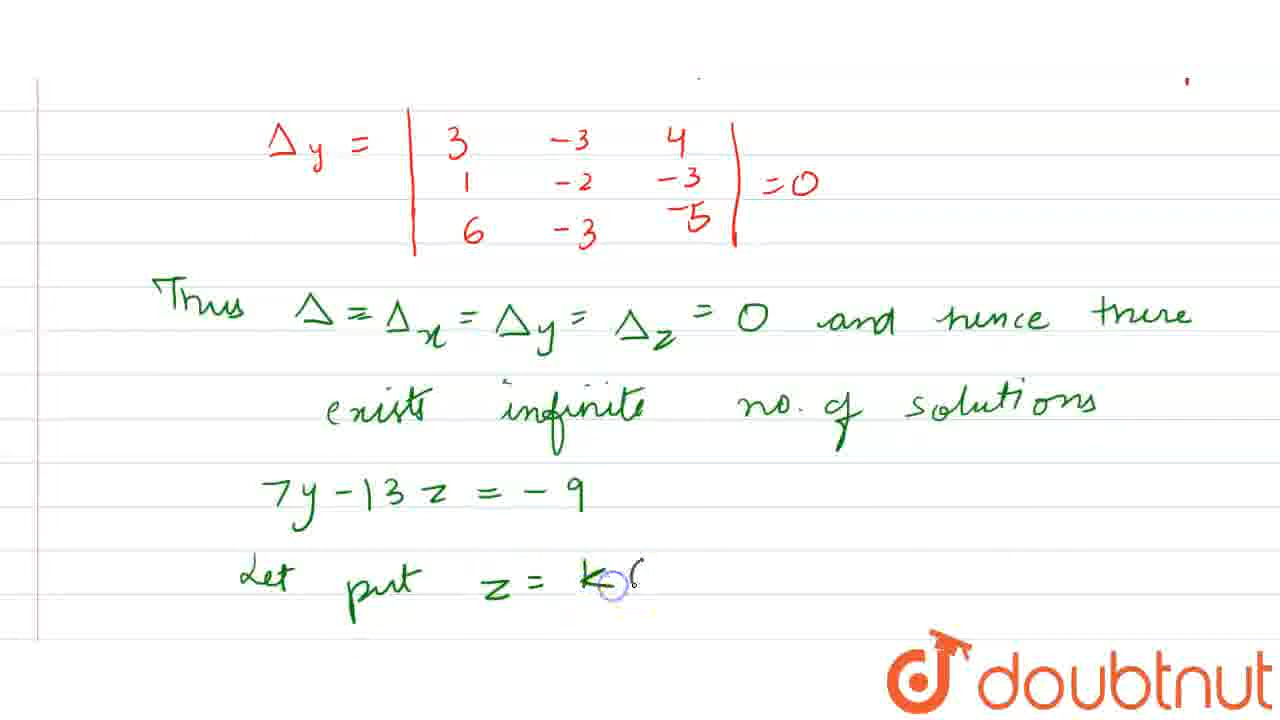 Δy = | 3 -3 4 |
| 1 -2 -3 | = 0
| 6 -3 -5 |
Thus Δ = Δx = Δy = Δz = 0 and hence there
exists infinite no. of solutions
7y - 13z = -9
Let put z = k (
doubtnut